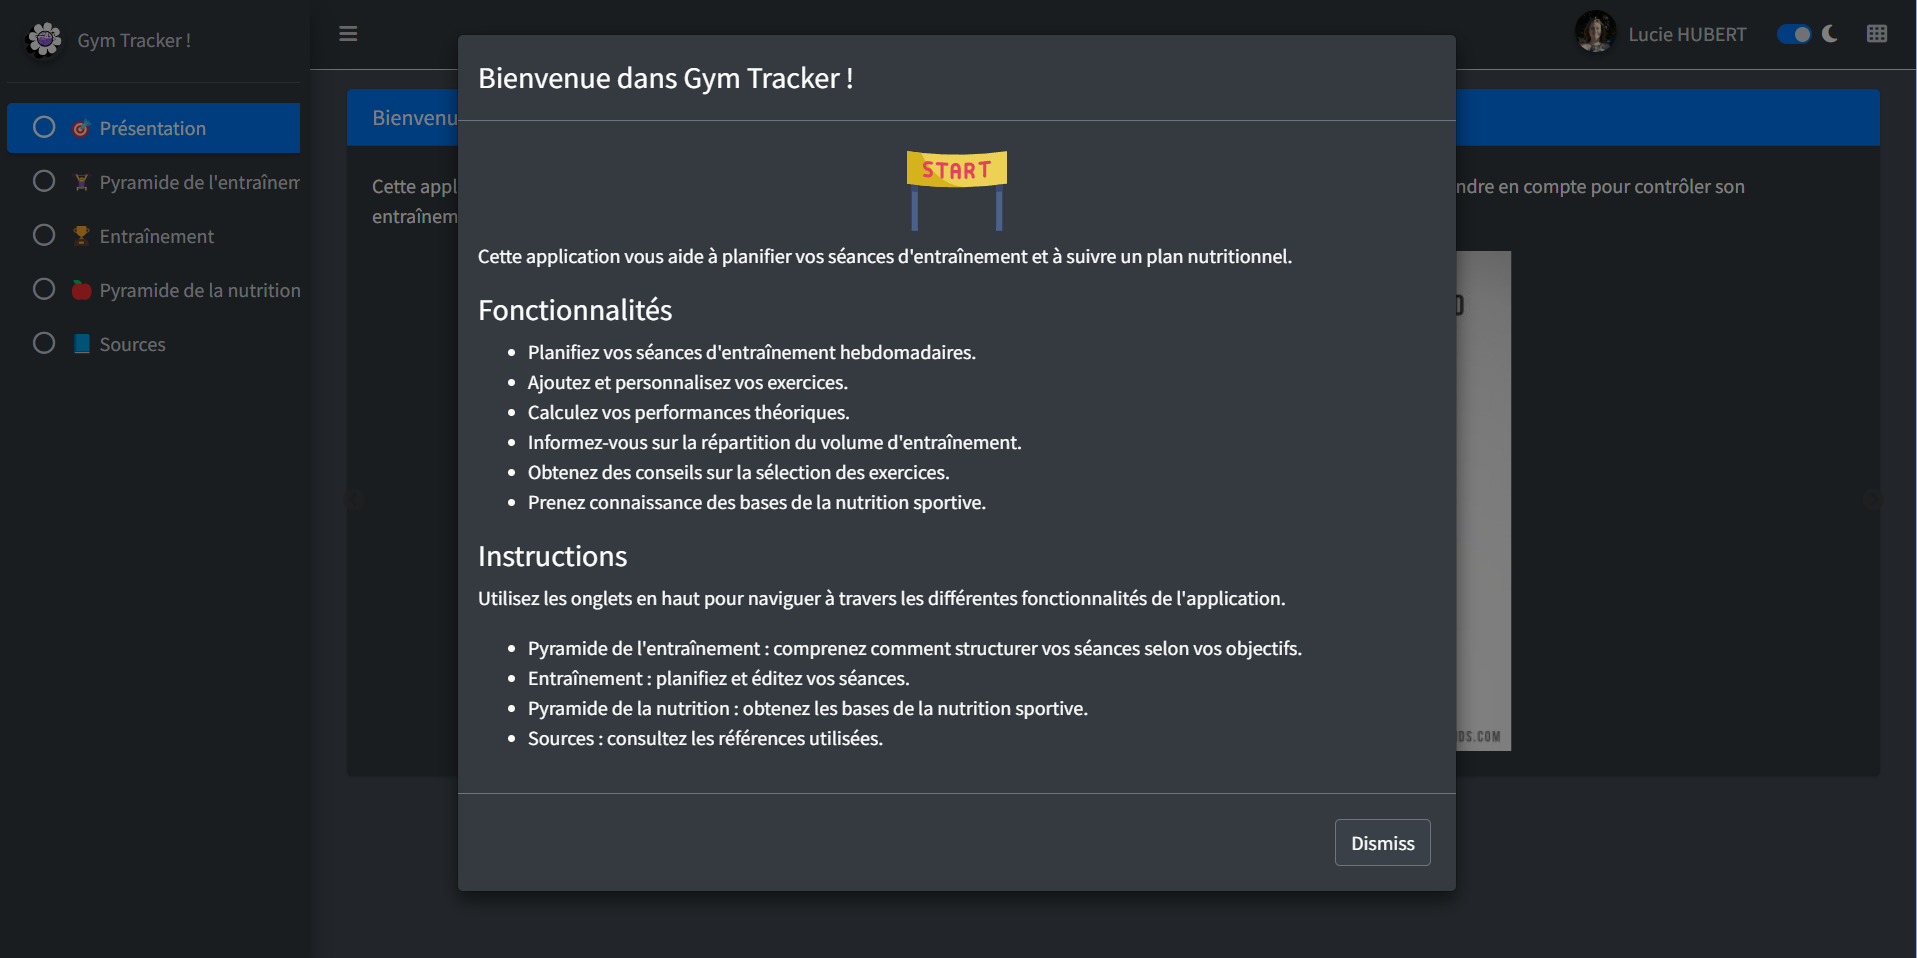 Gym Tracker !
Lucie HUBERT
Présentation
Pyramide de l'entraînem
Entraînement
Pyramide de la nutrition
Sources
Bienvenu
Cette appl
ndre en compte pour contrôler son
entraînem
DS.COM
Bienvenue dans Gym Tracker !
START
Cette application vous aide à planifier vos séances d'entraînement et à suivre un plan nutritionnel.
Fonctionnalités
Planifiez vos séances d'entraînement hebdomadaires.
Ajoutez et personnalisez vos exercices.
Calculez vos performances théoriques.
Informez-vous sur la répartition du volume d'entraînement.
Obtenez des conseils sur la sélection des exercices.
Prenez connaissance des bases de la nutrition sportive.
Instructions
Utilisez les onglets en haut pour naviguer à travers les différentes fonctionnalités de l'application.
Pyramide de l'entraînement : comprenez comment structurer vos séances selon vos objectifs.
Entraînement : planifiez et éditez vos séances.
Pyramide de la nutrition : obtenez les bases de la nutrition sportive.
Sources : consultez les références utilisées.
Dismiss